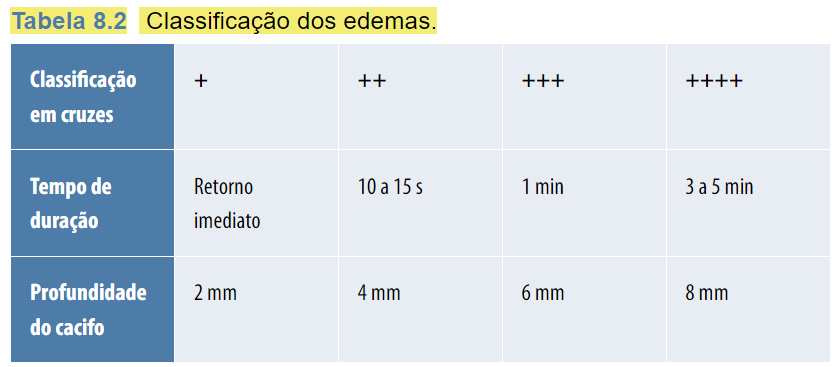 Tabela 8.2 Classificação dos edemas.
Classificação em cruzes + ++ +++ ++++
Tempo de duração Retorno imediato 10 a 15 s 1 min 3 a 5 min
Profundidade do cacifo 2 mm 4 mm 6 mm 8 mm